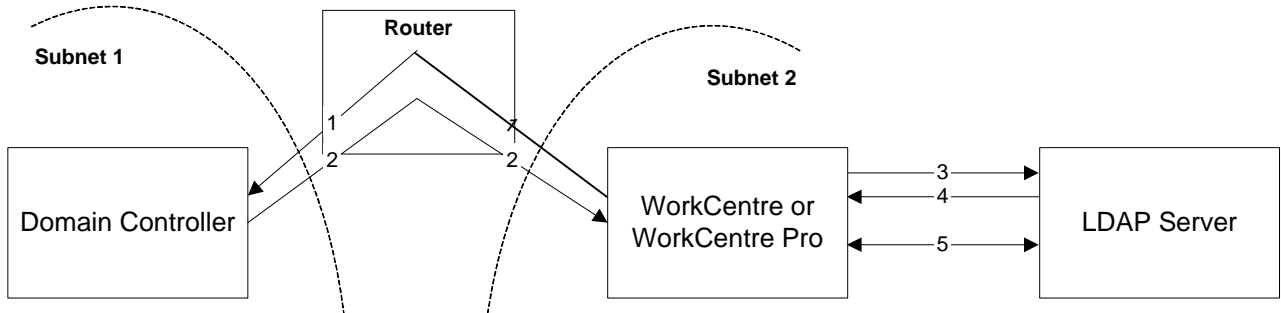 Router
Subnet 1
Subnet 2
1
1
2
2
Domain Controller
WorkCentre or
WorkCentre Pro
3
4
5
LDAP Server